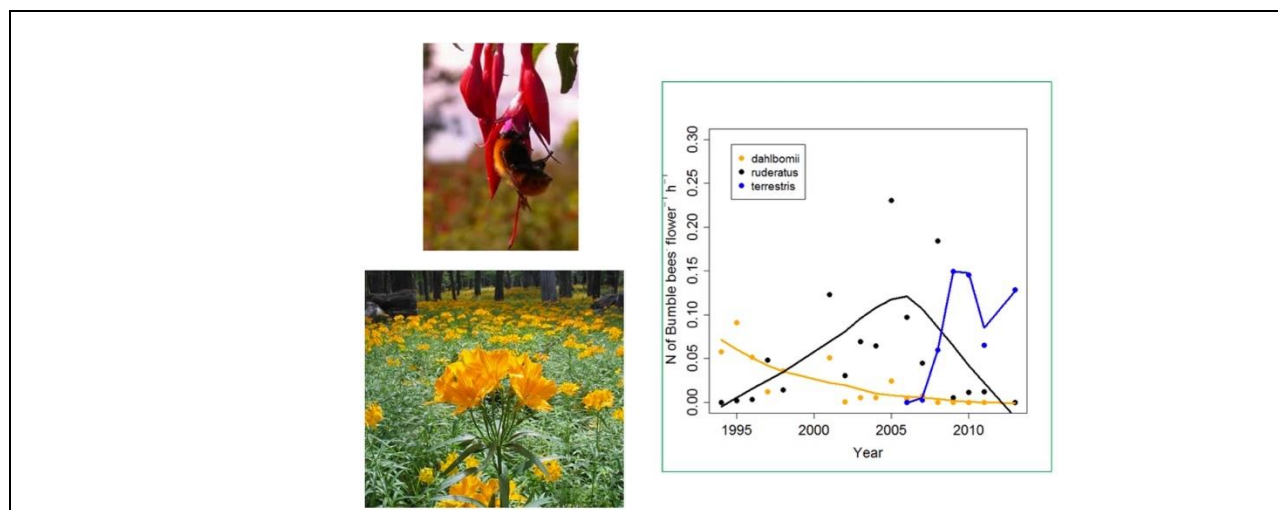 dahlbomii
ruderatus
terrestris
N of Bumble bees flower⁻¹ h⁻¹
0.30
0.25
0.20
0.15
0.10
0.05
0.00
1995 2000 2005 2010
Year